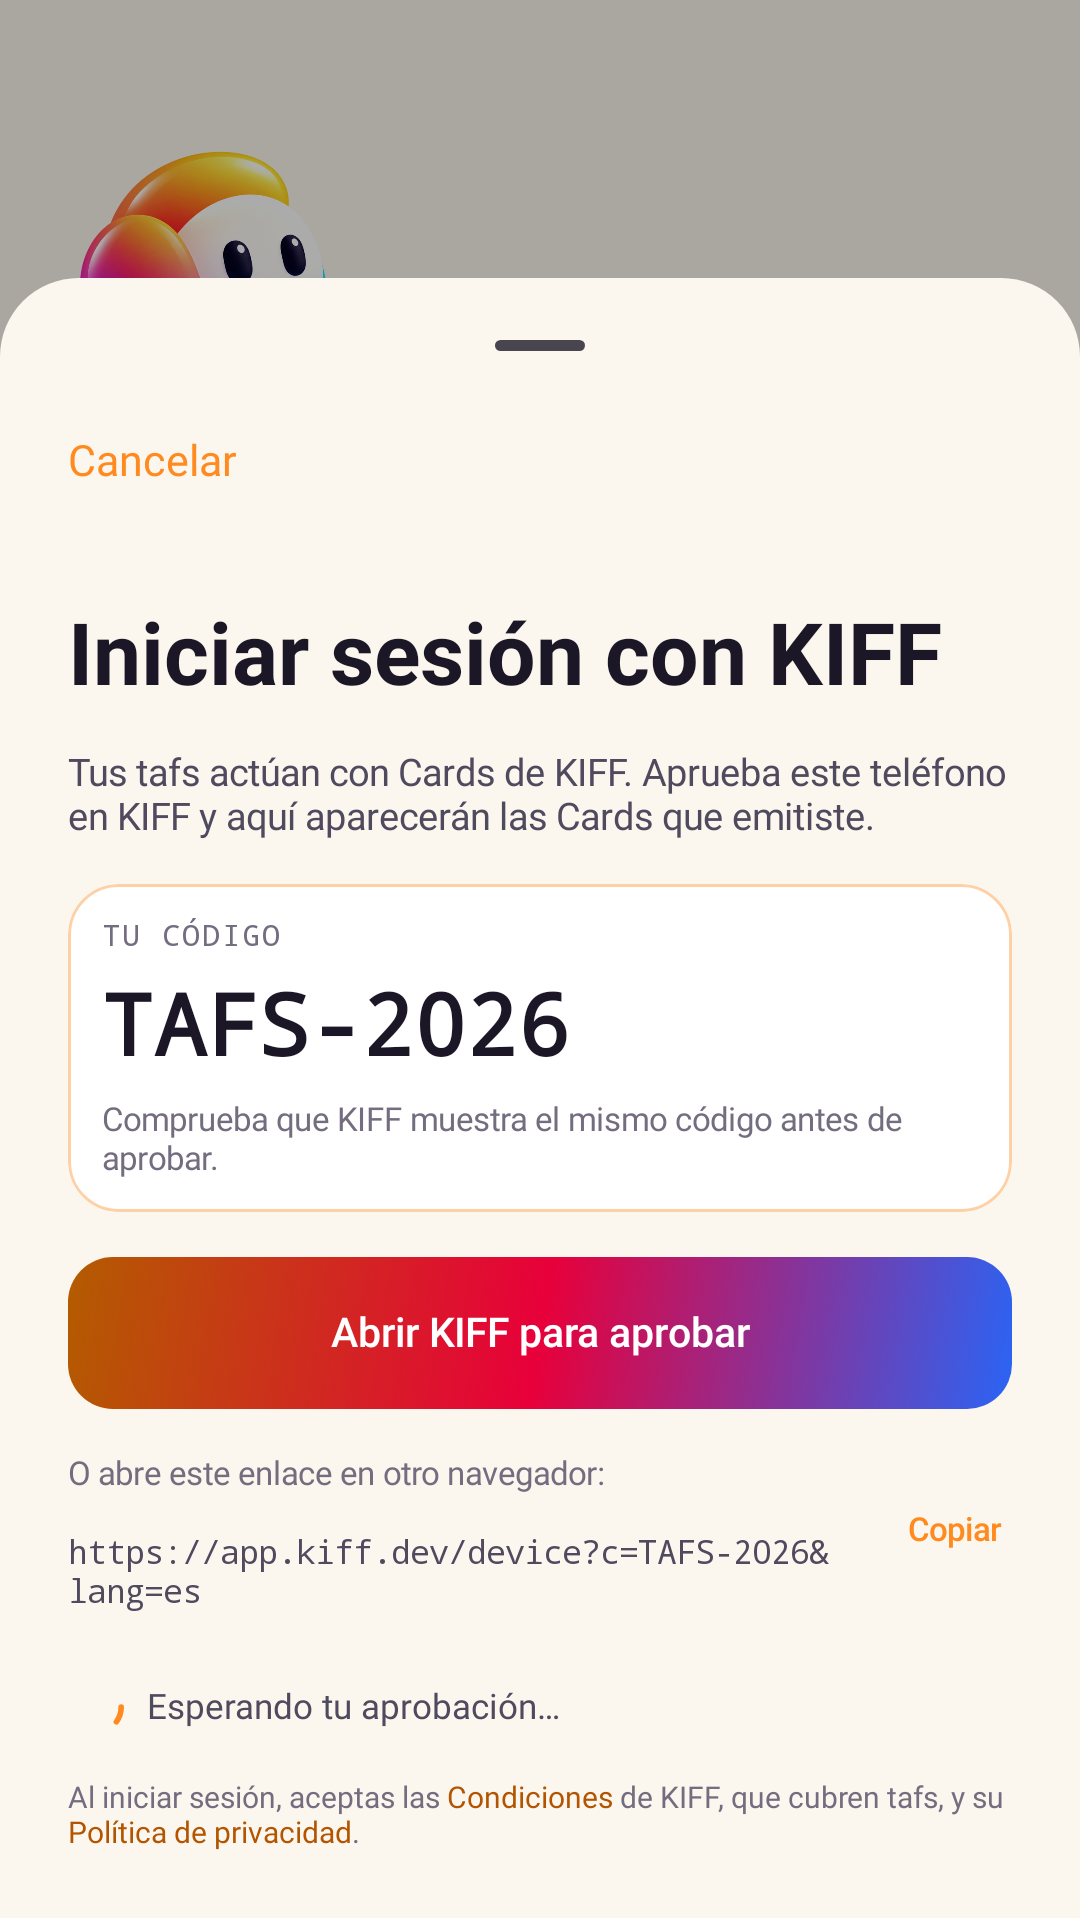 Cancelar
Iniciar sesión con KIFF
Tus tafs actúan con Cards de KIFF. Aprueba este teléfono
en KIFF y aquí aparecerán las Cards que emitiste.
TU CÓDIGO
TAFS-2026
Comprueba que KIFF muestra el mismo código antes de
aprobar.
Abrir KIFF para aprobar
O abre este enlace en otro navegador:
Copiar
https://app.kiff.dev/device?c=TAFS-2026&
lang=es
Esperando tu aprobación…
Al iniciar sesión, aceptas las Condiciones de KIFF, que cubren tafs, y su
Política de privacidad.